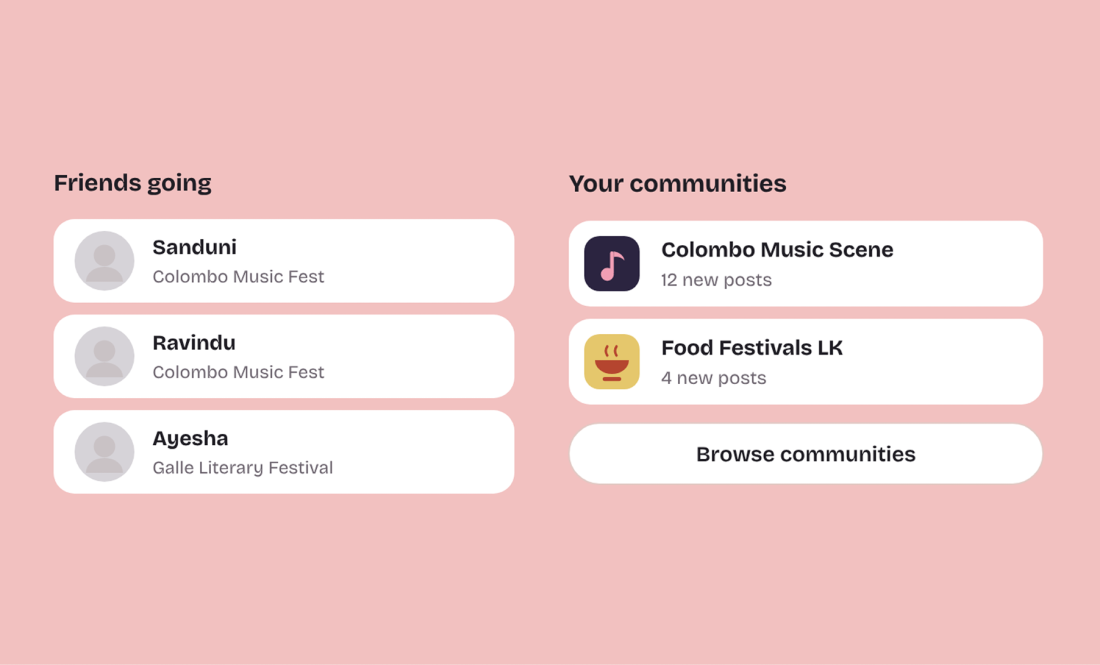 Friends going
Sanduni
Colombo Music Fest
Ravindu
Colombo Music Fest
Ayesha
Galle Literary Festival
Your communities
Colombo Music Scene
12 new posts
Food Festivals LK
4 new posts
Browse communities